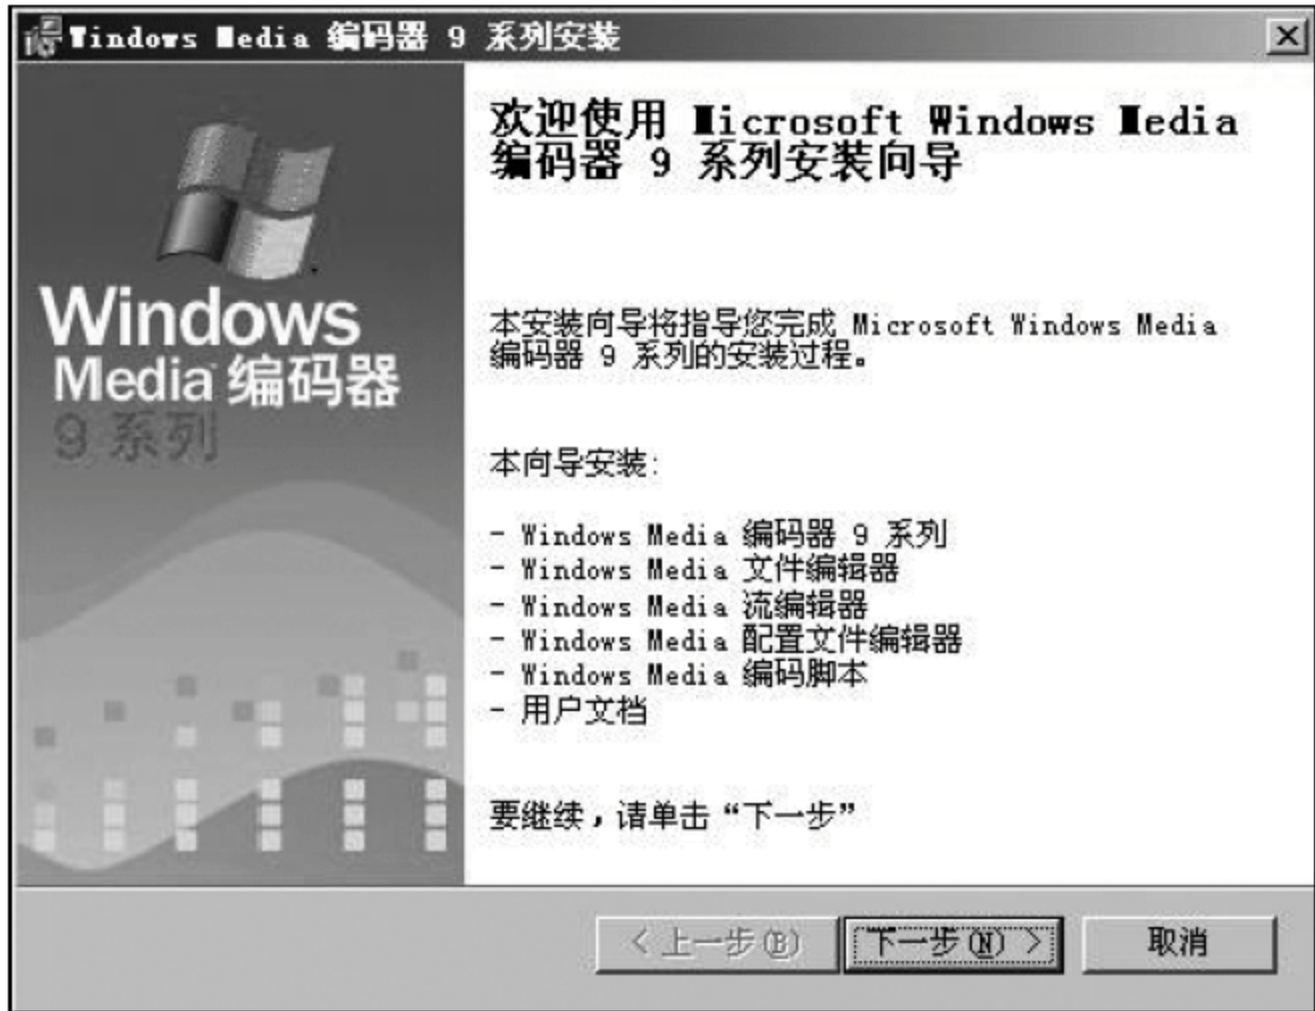 Windows Media 编码器 9 系列安装
Windows
Media 编码器
9 系列
欢迎使用 Microsoft Windows Media
编码器 9 系列安装向导
本安装向导将指导您完成 Microsoft Windows Media
编码器 9 系列的安装过程。
本向导安装:
- Windows Media 编码器 9 系列
- Windows Media 文件编辑器
- Windows Media 流编辑器
- Windows Media 配置文件编辑器
- Windows Media 编码脚本
- 用户文档
要继续，请单击“下一步”
< 上一步(B)
下一步(N) >
取消